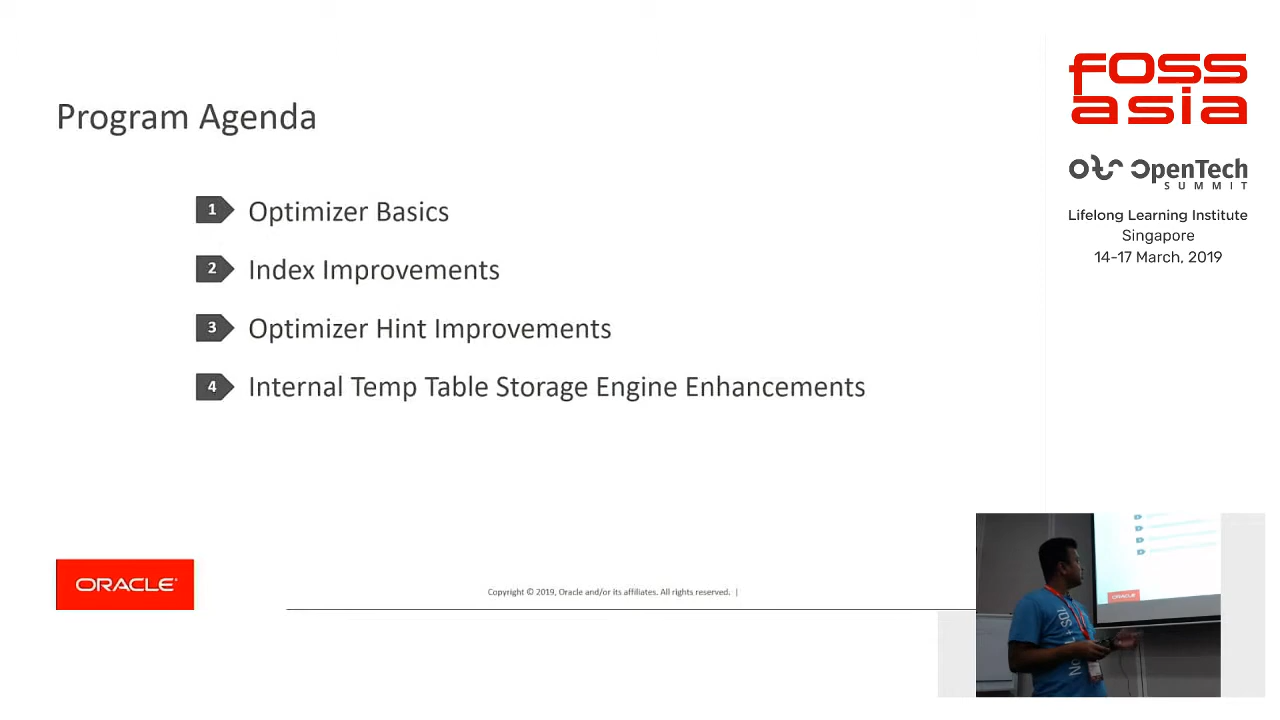 Program Agenda
1 Optimizer Basics
2 Index Improvements
3 Optimizer Hint Improvements
4 Internal Temp Table Storage Engine Enhancements
ORACLE
Copyright © 2019, Oracle and/or its affiliates. All rights reserved. |
FOSS
asia
OpenTech
SUMMIT
Lifelong Learning Institute
Singapore
14-17 March, 2019
ORACLE